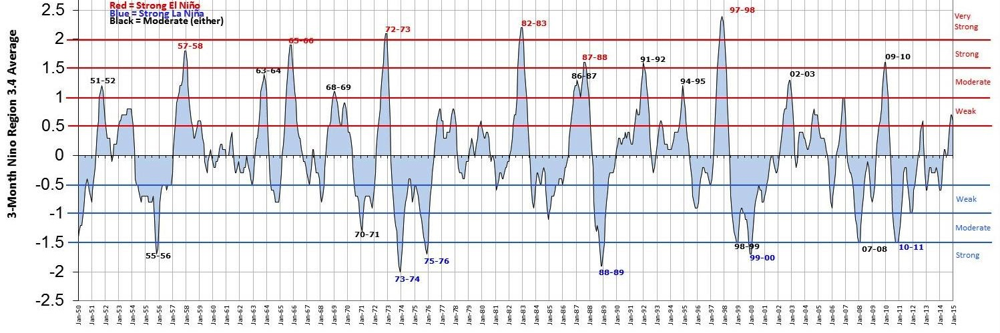 Red = Strong El Niño
Blue = Strong La Niña
Black = Moderate (either)
3-Month Nino Region 3.4 Average
2.5
2
1.5
1
0.5
0
-0.5
-1
-1.5
-2
-2.5
51-52
55-56
57-58
63-64
65-66
68-69
70-71
72-73
73-74
75-76
82-83
86-87
87-88
88-89
91-92
94-95
97-98
98-99
99-00
02-03
07-08
09-10
10-11
Very
Strong
Strong
Moderate
Weak
Weak
Moderate
Strong
Jan-50
Jan-51
Jan-52
Jan-53
Jan-54
Jan-55
Jan-56
Jan-57
Jan-58
Jan-59
Jan-60
Jan-61
Jan-62
Jan-63
Jan-64
Jan-65
Jan-66
Jan-67
Jan-68
Jan-69
Jan-70
Jan-71
Jan-72
Jan-73
Jan-74
Jan-75
Jan-76
Jan-77
Jan-78
Jan-79
Jan-80
Jan-81
Jan-82
Jan-83
Jan-84
Jan-85
Jan-86
Jan-87
Jan-88
Jan-89
Jan-90
Jan-91
Jan-92
Jan-93
Jan-94
Jan-95
Jan-96
Jan-97
Jan-98
Jan-99
Jan-00
Jan-01
Jan-02
Jan-03
Jan-04
Jan-05
Jan-06
Jan-07
Jan-08
Jan-09
Jan-10
Jan-11
Jan-12
Jan-13
Jan-14
Jan-15